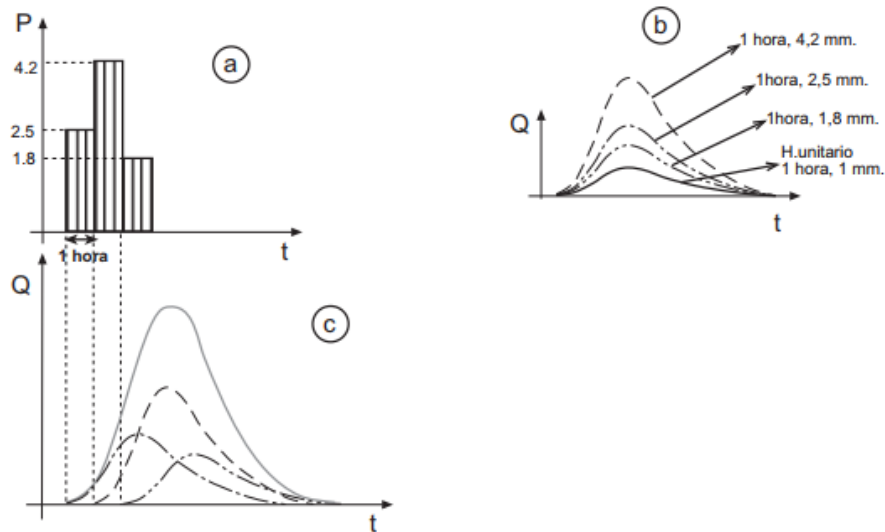 P
4.2
2.5
1.8
1 hora
t
a
b
Q
1 hora, 4,2 mm.
1hora, 2,5 mm.
1hora, 1,8 mm.
H.unitario
1 hora, 1 mm.
t
Q
c
t